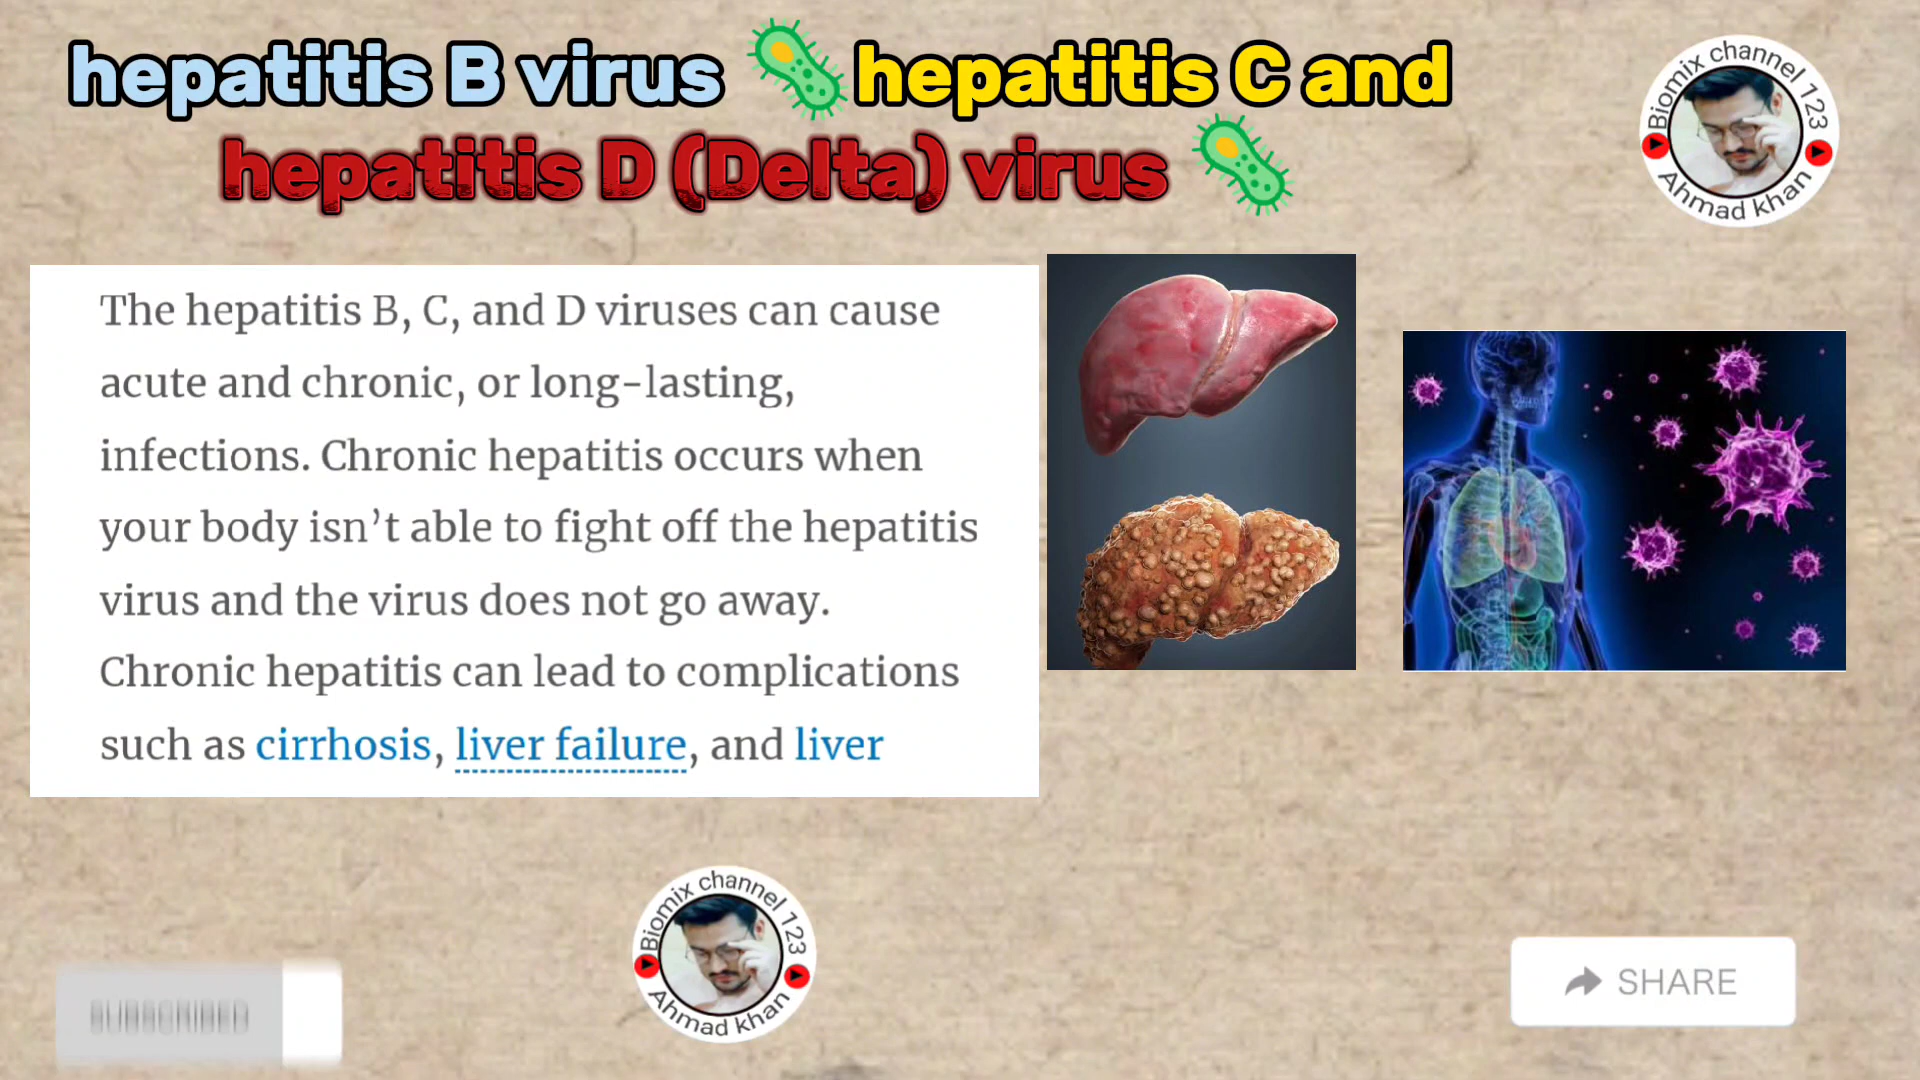 hepatitis B virus hepatitis C and
hepatitis D (Delta) virus
Biomix channel 123
Ahmad khan
The hepatitis B, C, and D viruses can cause
acute and chronic, or long-lasting,
infections. Chronic hepatitis occurs when
your body isn’t able to fight off the hepatitis
virus and the virus does not go away.
Chronic hepatitis can lead to complications
such as cirrhosis, liver failure, and liver
Biomix channel 123
Ahmad khan
SUBSCRIBED
SHARE